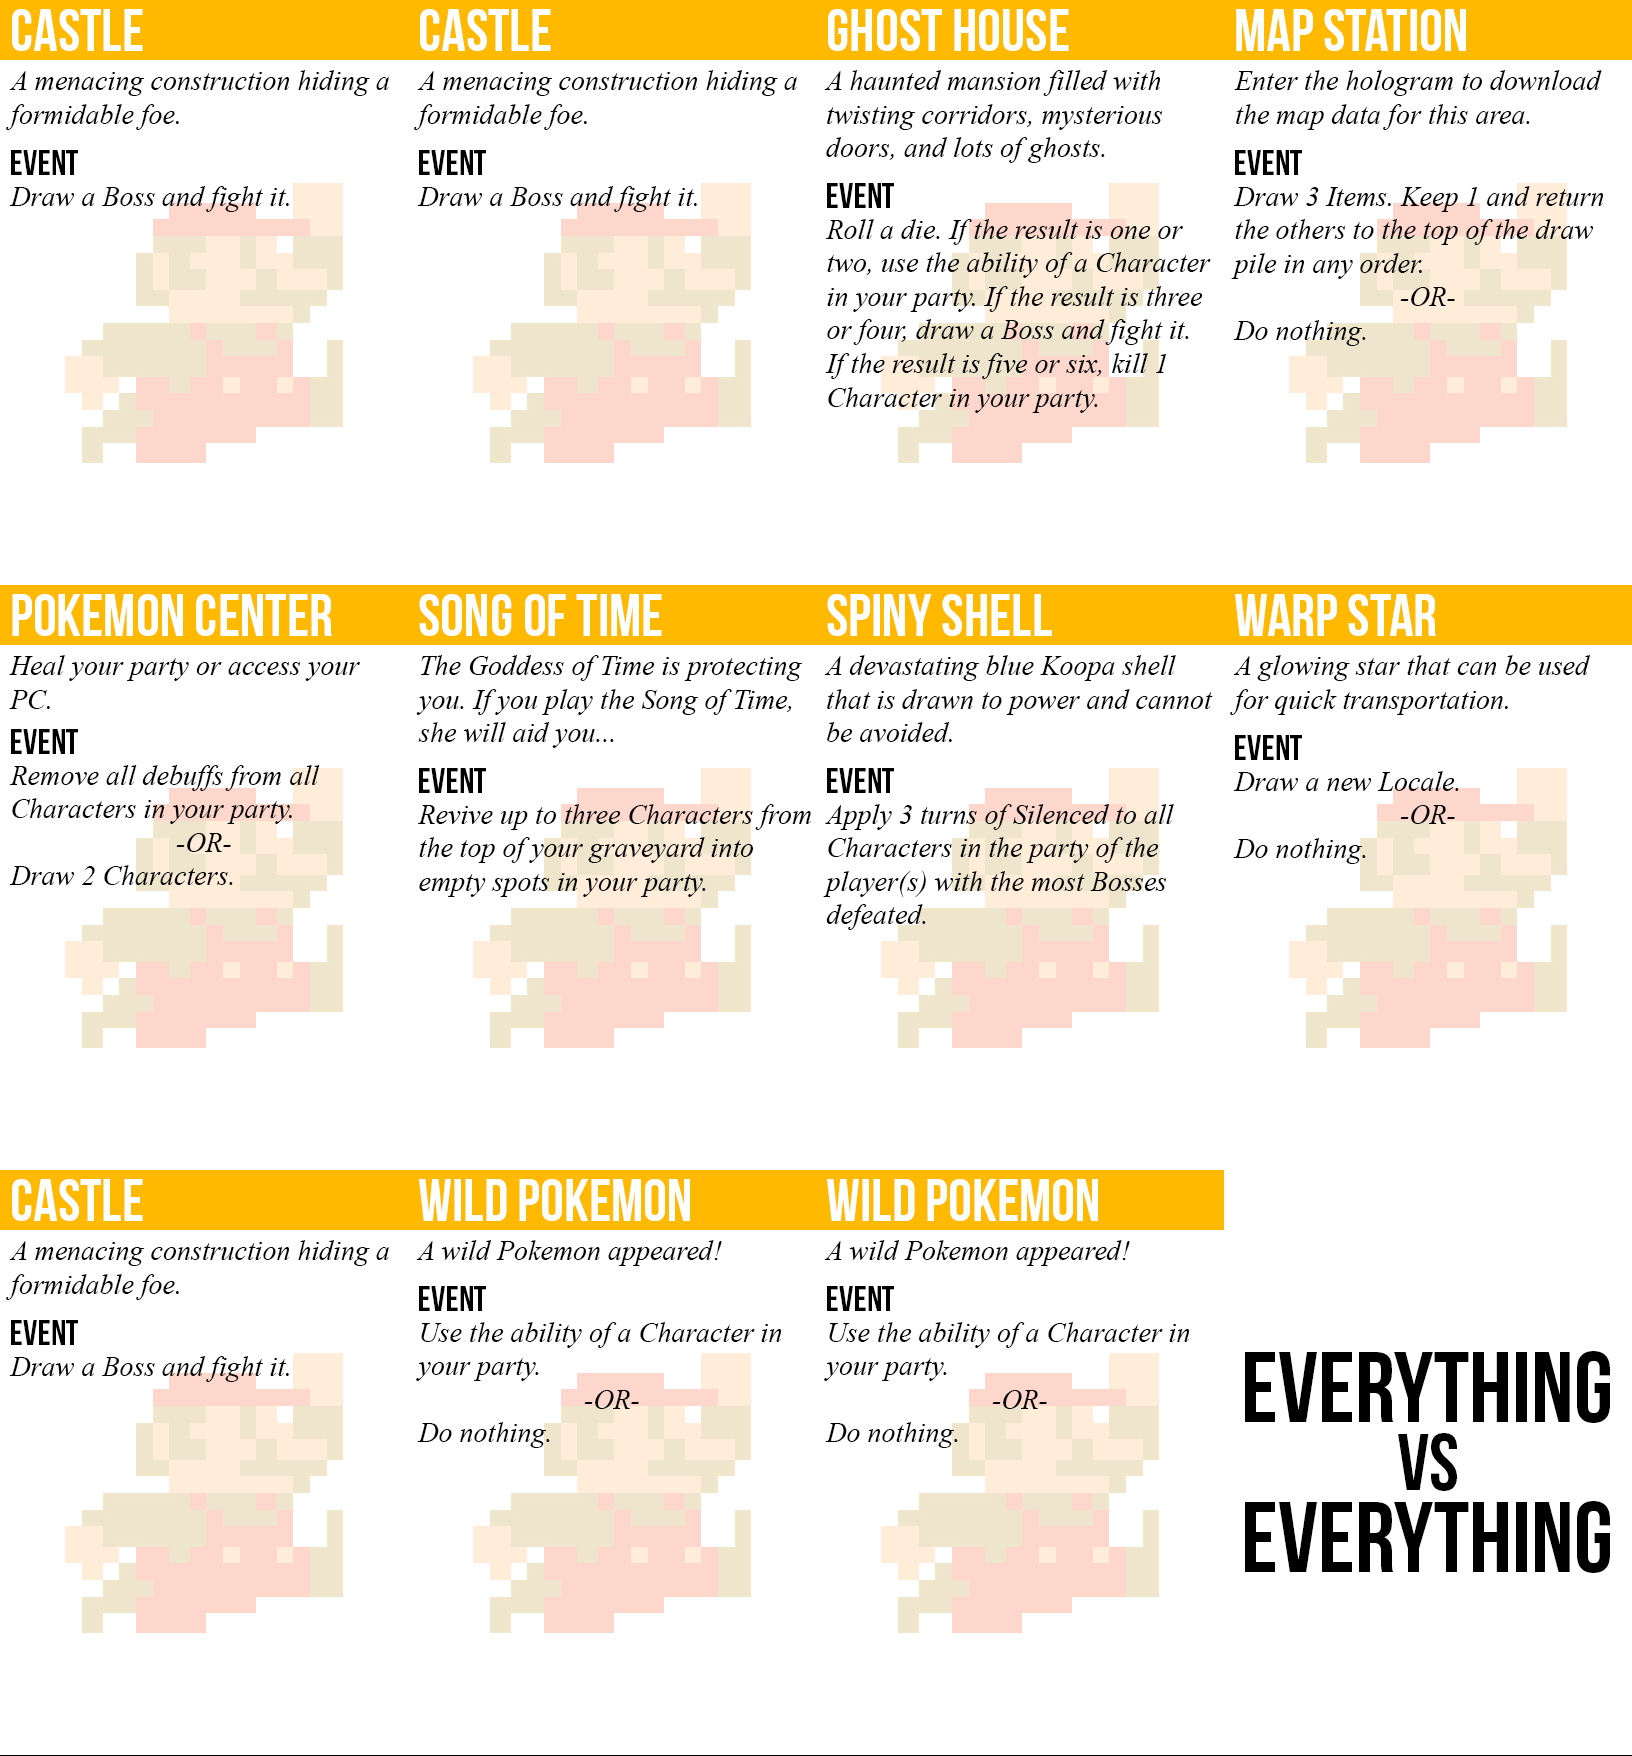 CASTLE
A menacing construction hiding a
formidable foe.
EVENT
Draw a Boss and fight it.
CASTLE
A menacing construction hiding a
formidable foe.
EVENT
Draw a Boss and fight it.
GHOST HOUSE
A haunted mansion filled with
twisting corridors, mysterious
doors, and lots of ghosts.
EVENT
Roll a die. If the result is one or
two, use the ability of a Character
in your party. If the result is three
or four, draw a Boss and fight it.
If the result is five or six, kill 1
Character in your party.
MAP STATION
Enter the hologram to download
the map data for this area.
EVENT
Draw 3 Items. Keep 1 and return
the others to the top of the draw
pile in any order.
-OR-
Do nothing.
POKEMON CENTER
Heal your party or access your
PC.
EVENT
Remove all debuffs from all
Characters in your party.
-OR-
Draw 2 Characters.
SONG OF TIME
The Goddess of Time is protecting
you. If you play the Song of Time,
she will aid you...
EVENT
Revive up to three Characters from
the top of your graveyard into
empty spots in your party.
SPINY SHELL
A devastating blue Koopa shell
that is drawn to power and cannot
be avoided.
EVENT
Apply 3 turns of Silenced to all
Characters in the party of the
player(s) with the most Bosses
defeated.
WARP STAR
A glowing star that can be used
for quick transportation.
EVENT
Draw a new Locale.
-OR-
Do nothing.
CASTLE
A menacing construction hiding a
formidable foe.
EVENT
Draw a Boss and fight it.
WILD POKEMON
A wild Pokemon appeared!
EVENT
Use the ability of a Character in
your party.
-OR-
Do nothing.
WILD POKEMON
A wild Pokemon appeared!
EVENT
Use the ability of a Character in
your party.
-OR-
Do nothing.
EVERYTHING
VS
EVERYTHING